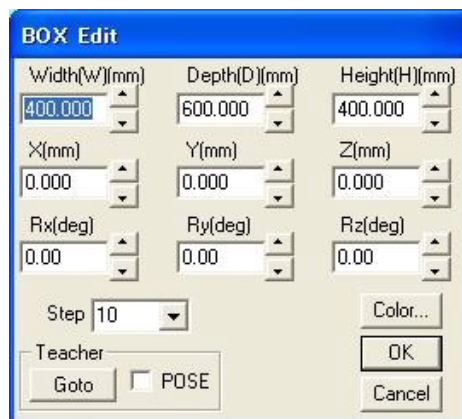 BOX Edit
Width(W)(mm) Depth(D)(mm) Height(H)(mm)
400.000 600.000 400.000
X(mm) Y(mm) Z(mm)
0.000 0.000 0.000
Rx(deg) Ry(deg) Rz(deg)
0.00 0.00 0.00
Step 10 Color...
Teacher OK
Goto POSE Cancel